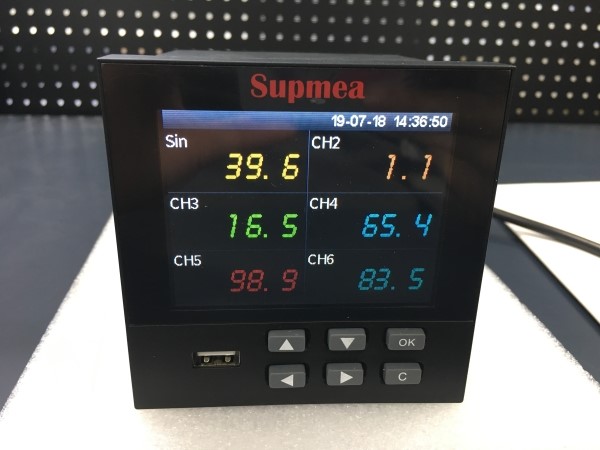 Supmea
19-07-18 14:36:50
Sin CH2
39.6 1.1
CH3 CH4
16.5 65.4
CH5 CH6
98.9 83.5
OK
C